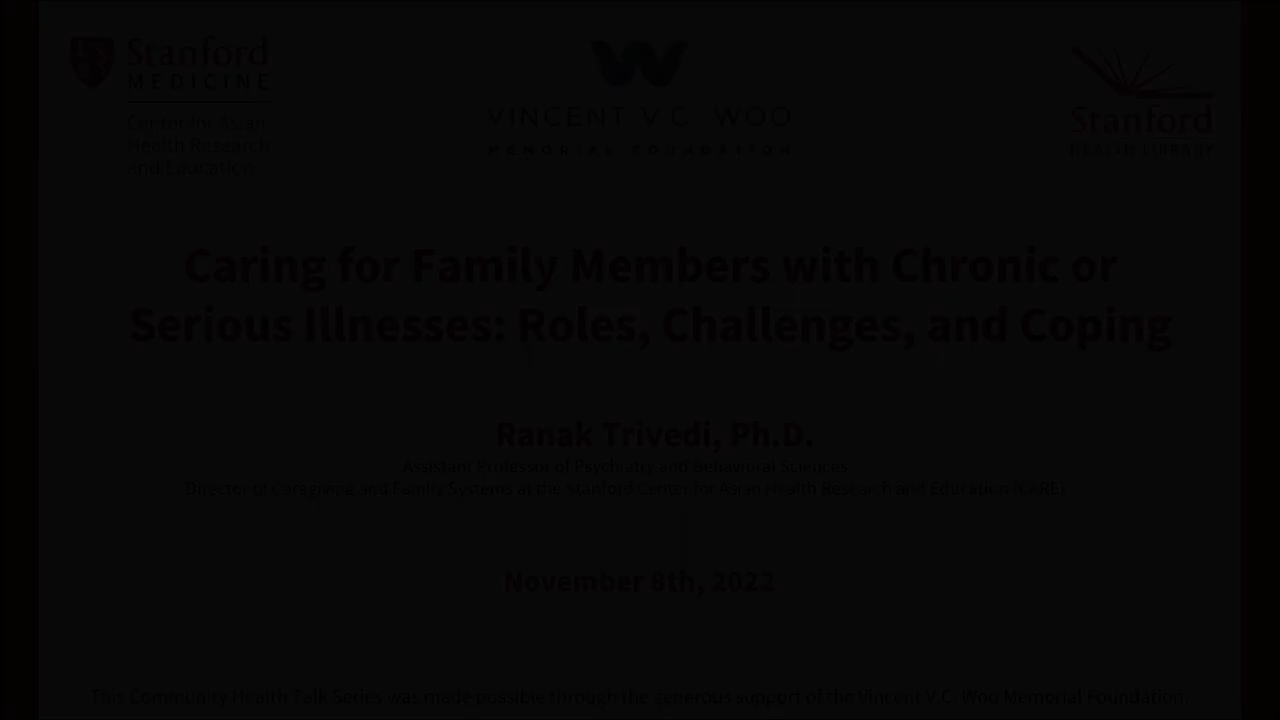 Stanford
MEDICINE
Center for Asian
Health Research
and Education
VINCENT V.C. WOO
MEMORIAL FOUNDATION
Stanford
HEALTH LIBRARY
Caring for Family Members with Chronic or
Serious Illnesses: Roles, Challenges, and Coping
Ranak Trivedi, Ph.D.
Assistant Professor of Psychiatry and Behavioral Sciences
Director of Caregiving and Family Systems at the Stanford Center for Asian Health Research and Education (CARE)
November 8th, 2022
This Community Health Talk Series was made possible through the generous support of the Vincent V.C. Woo Memorial Foundation.